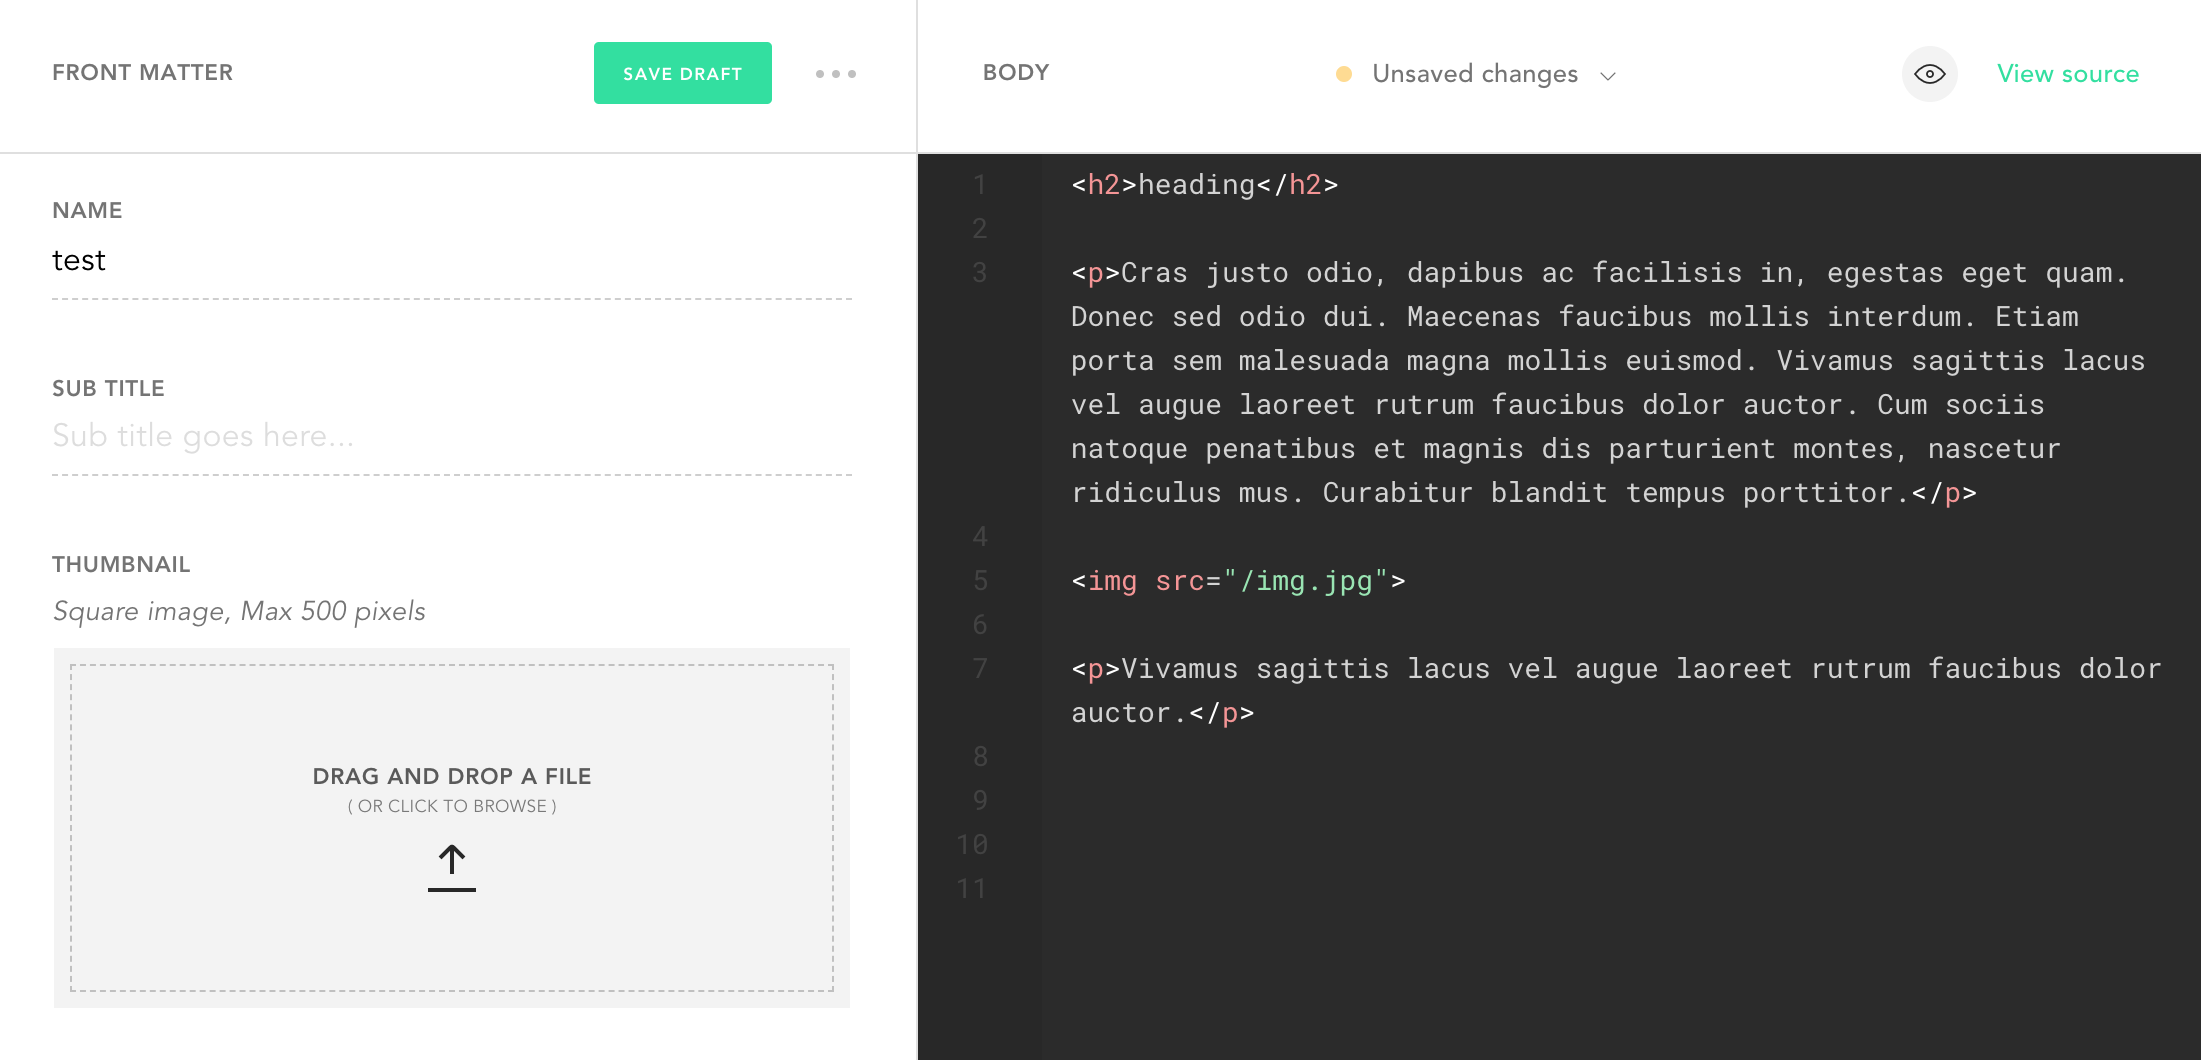 FRONT MATTER
SAVE DRAFT
NAME
test
SUB TITLE
Sub title goes here...
THUMBNAIL
Square image, Max 500 pixels
DRAG AND DROP A FILE
( OR CLICK TO BROWSE )
BODY
Unsaved changes
View source
1 <h2>heading</h2>
2
3 <p>Cras justo odio, dapibus ac facilisis in, egestas eget quam.
Donec sed odio dui. Maecenas faucibus mollis interdum. Etiam
porta sem malesuada magna mollis euismod. Vivamus sagittis lacus
vel augue laoreet rutrum faucibus dolor auctor. Cum sociis
natoque penatibus et magnis dis parturient montes, nascetur
ridiculus mus. Curabitur blandit tempus porttitor.</p>
4
5 <img src="/img.jpg">
6
7 <p>Vivamus sagittis lacus vel augue laoreet rutrum faucibus dolor
auctor.</p>
8
9
10
11